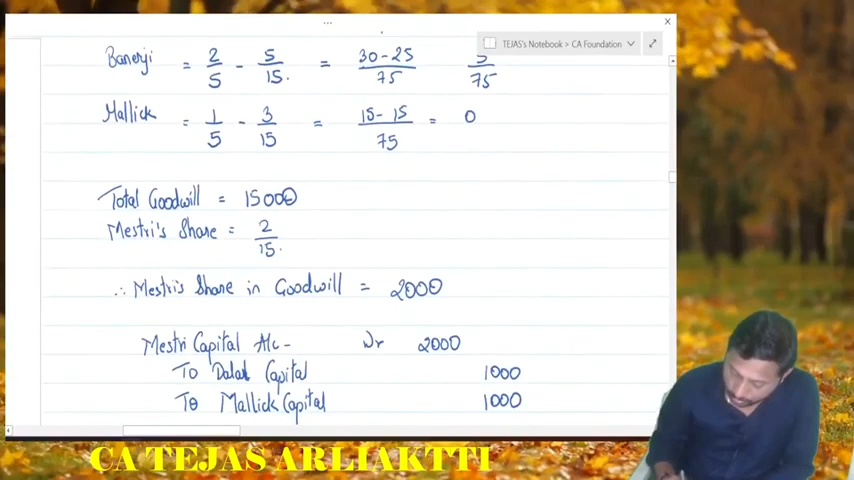 TEJAS's Notebook > CA Foundation
Banerji = 2/5 - 5/15. = 30-25/75 5/75
Mallick = 1/5 - 3/15 = 15-15/75 = 0
Total Goodwill = 15000
Mestri's Share = 2/15.
∴ Mestri's Share in Goodwill = 2000
Mestri Capital A/c - Dr 2000
To Dalal Capital 1000
To Mallick Capital 1000
CA TEJAS ARLIAKTTI